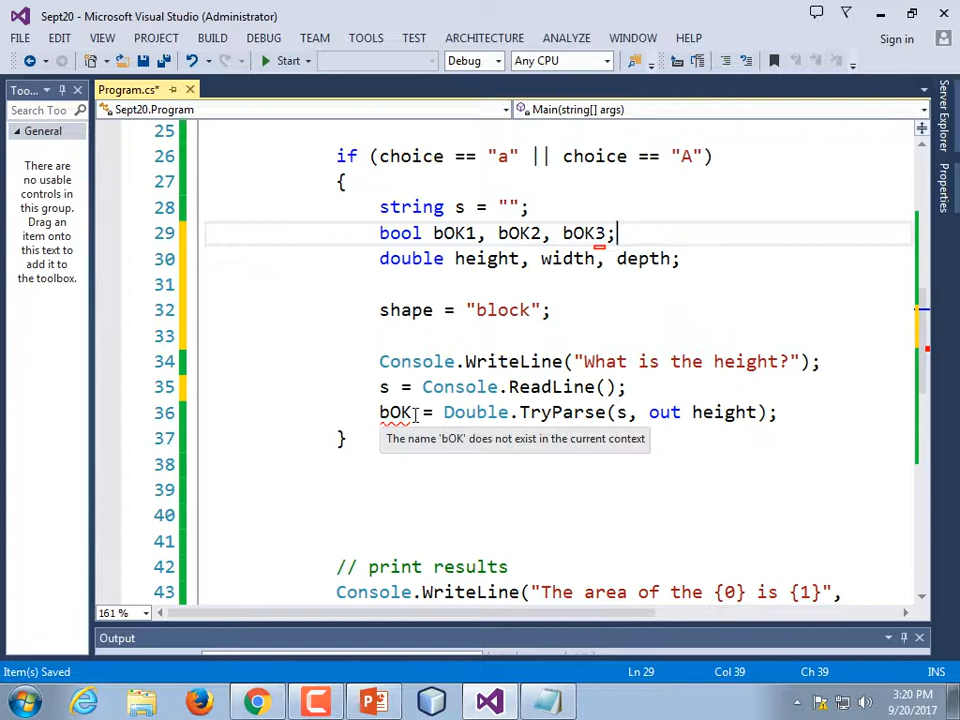 Sept20 - Microsoft Visual Studio (Administrator)
FILE EDIT VIEW PROJECT BUILD DEBUG TEAM TOOLS TEST ARCHITECTURE ANALYZE WINDOW HELP Sign in
Start Debug Any CPU
Too...
Search Too
General
There are
no usable
controls in
this group.
Drag an
item onto
this text to
add it to
the toolbox.
Program.cs*
Sept20.Program Main(string[] args)
25
26 if (choice == "a" || choice == "A")
27 {
28 string s = "";
29 bool bOK1, bOK2, bOK3;
30 double height, width, depth;
31
32 shape = "block";
33
34 Console.WriteLine("What is the height?");
35 s = Console.ReadLine();
36 bOK = Double.TryParse(s, out height);
37 }
The name 'bOK' does not exist in the current context
38
39
40
41
42 // print results
43 Console.WriteLine("The area of the {0} is {1}",
161 %
Output
Server Explorer
Properties
Item(s) Saved Ln 29 Col 39 Ch 39 INS
3:20 PM
9/20/2017